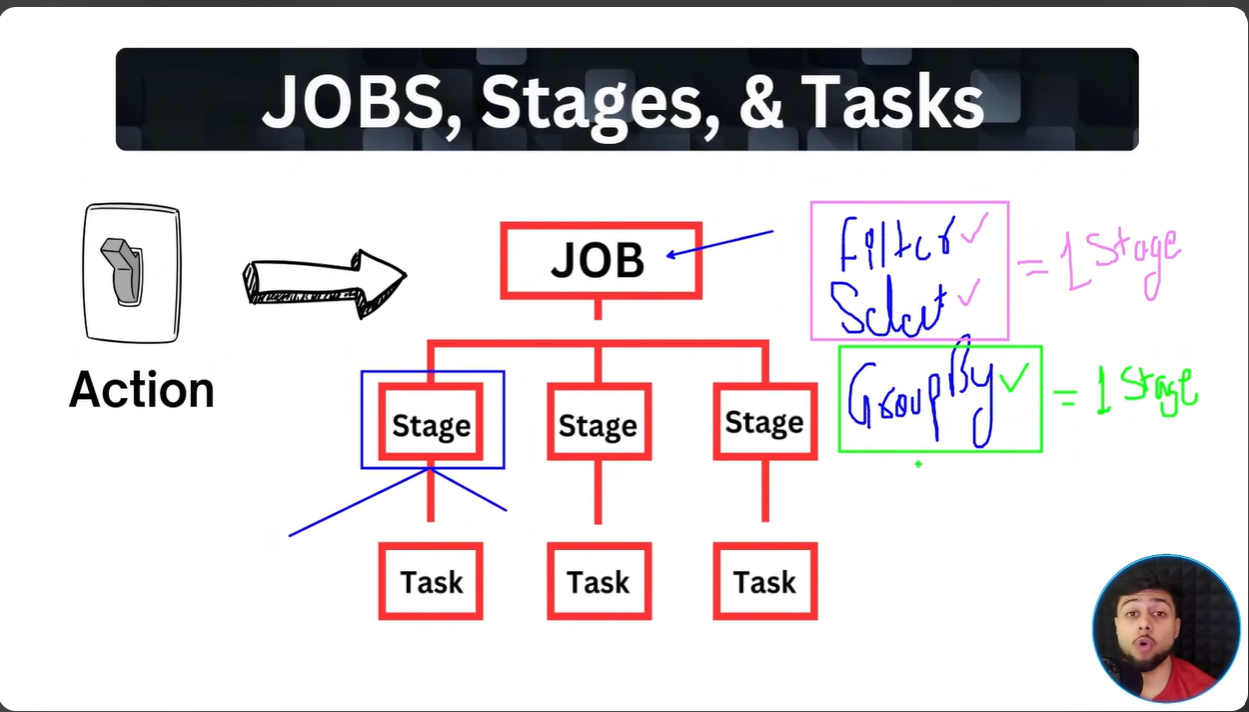 JOBS, Stages, & Tasks
Action
JOB
Stage
Stage
Stage
Task
Task
Task
Filter ✓
Select ✓
= 1 Stage
GroupBy ✓
= 1 Stage